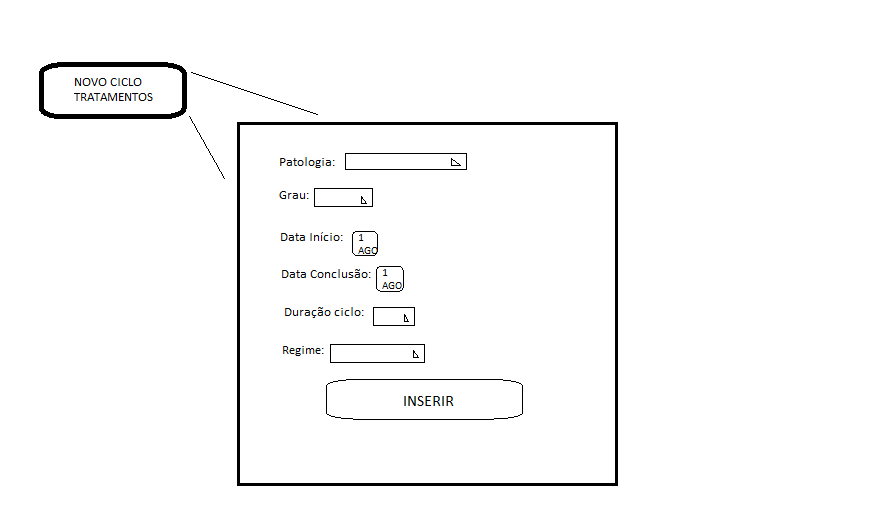 NOVO CICLO
TRATAMENTOS
Patologia:
Grau:
Data Início:
1
AGO
Data Conclusão:
1
AGO
Duração ciclo:
Regime:
INSERIR